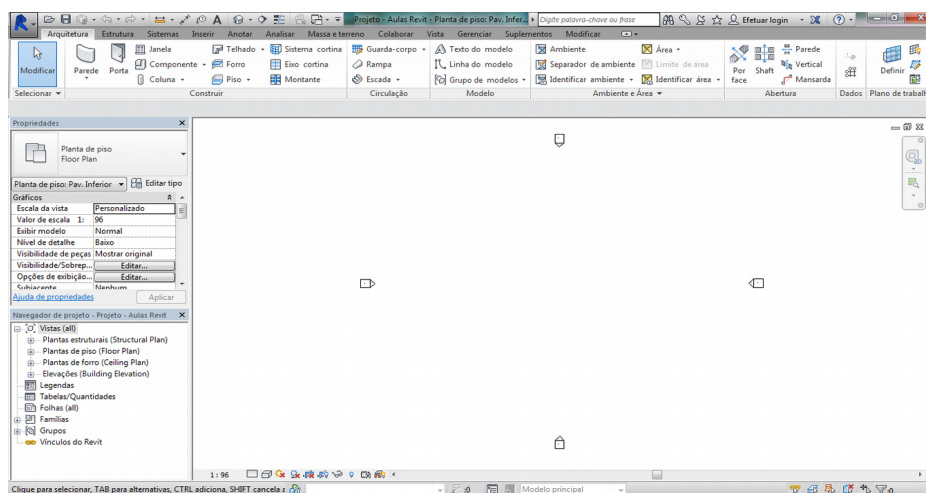 Projeto - Aulas Revit - Planta de piso: Pav. Infer... Digite palavra-chave ou frase Efetuar login
Arquitetura Estrutura Sistemas Inserir Anotar Analisar Massa e terreno Colaborar Vista Gerenciar Suplementos Modificar
Modificar
Parede
Porta
Janela
Componente
Coluna
Telhado
Forro
Piso
Sistema cortina
Eixo cortina
Montante
Guarda-corpo
Rampa
Escada
Texto do modelo
Linha do modelo
Grupo de modelos
Ambiente
Separador de ambiente
Identificar ambiente
Área
Limite de área
Identificar área
Por face
Shaft
Parede
Vertical
Mansarda
Definir
Selecionar Construir Circulação Modelo Ambiente e Área Abertura Dados Plano de trabalh
Propriedades
Planta de piso
Floor Plan
Planta de piso: Pav. Inferior Editar tipo
Gráficos
Escala da vista Personalizado
Valor de escala 1: 96
Exibir modelo Normal
Nível de detalhe Baixo
Visibilidade de peças Mostrar original
Visibilidade/Sobrep... Editar...
Opções de exibição... Editar...
Subjacente Nenhum
Ajuda de propriedades Aplicar
Navegador de projeto - Projeto - Aulas Revit
Vistas (all)
Plantas estruturais (Structural Plan)
Plantas de piso (Floor Plan)
Plantas de forro (Ceiling Plan)
Elevações (Building Elevation)
Legendas
Tabelas/Quantidades
Folhas (all)
Famílias
Grupos
Vínculos do Revit
2D
1 : 96
Clique para selecionar, TAB para alternativas, CTRL adiciona, SHIFT cancela a :0 Modelo principal :0